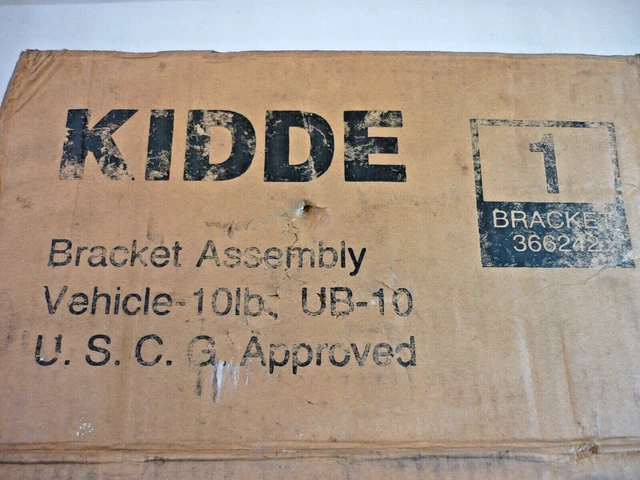 KIDDE
1
BRACKET
366242
Bracket Assembly
Vehicle-10lb. UB-10
U. S. C. G. Approved